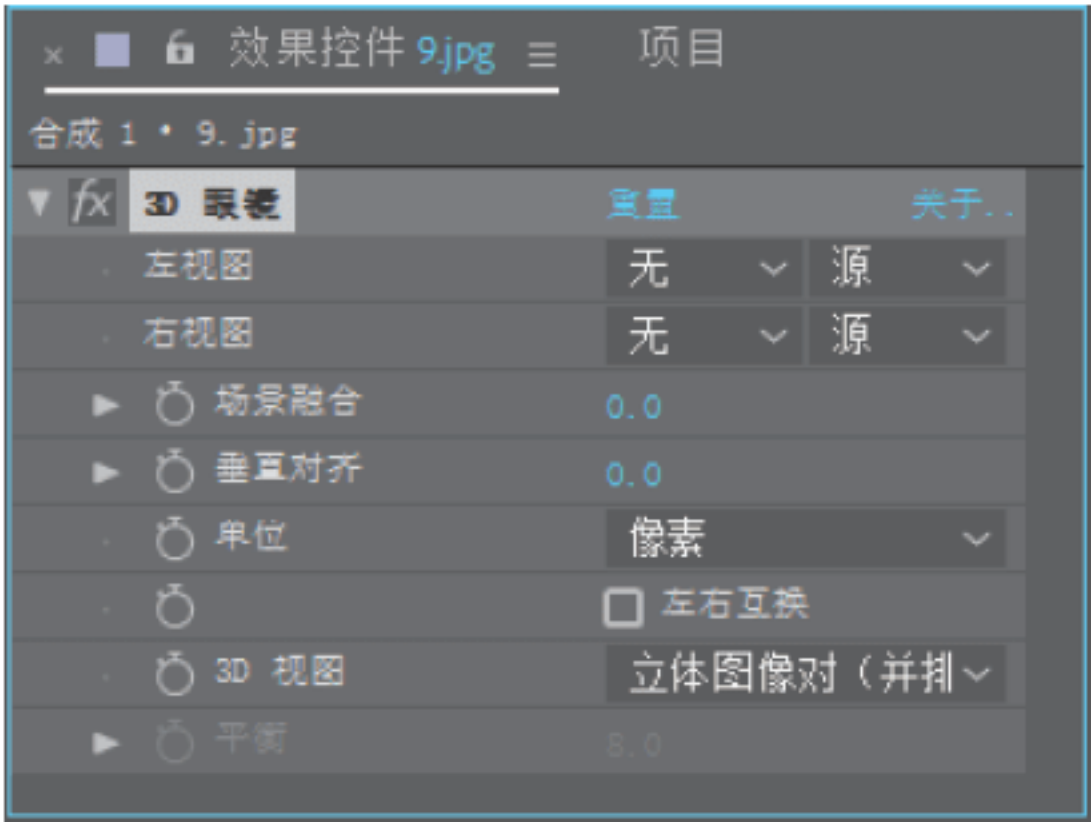 × 效果控件 9.jpg ≡ 项目
合成 1 • 9. jpg
fx 3D 眼镜 重置 关于..
左视图 无 源
右视图 无 源
场景融合 0.0
垂直对齐 0.0
单位 像素
左右互换
3D 视图 立体图像对（并排
平衡 8.0